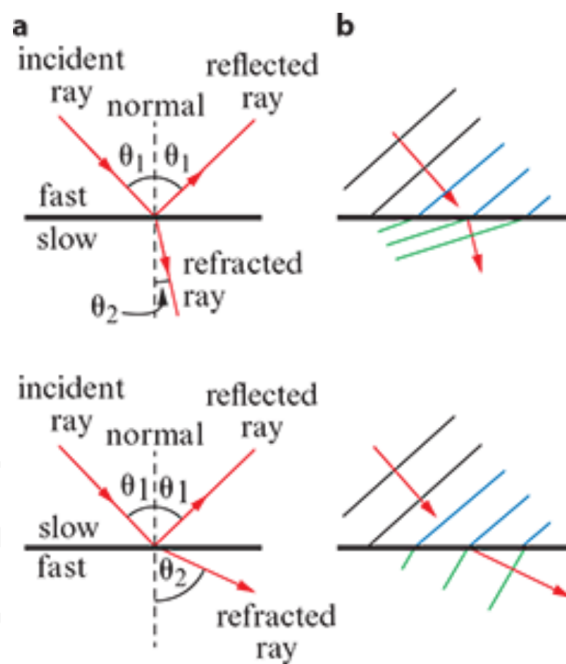 a
b
incident
ray
normal
reflected
ray
θ1
θ1
fast
slow
refracted
ray
θ2
incident
ray
normal
reflected
ray
θ1
θ1
slow
fast
θ2
refracted
ray